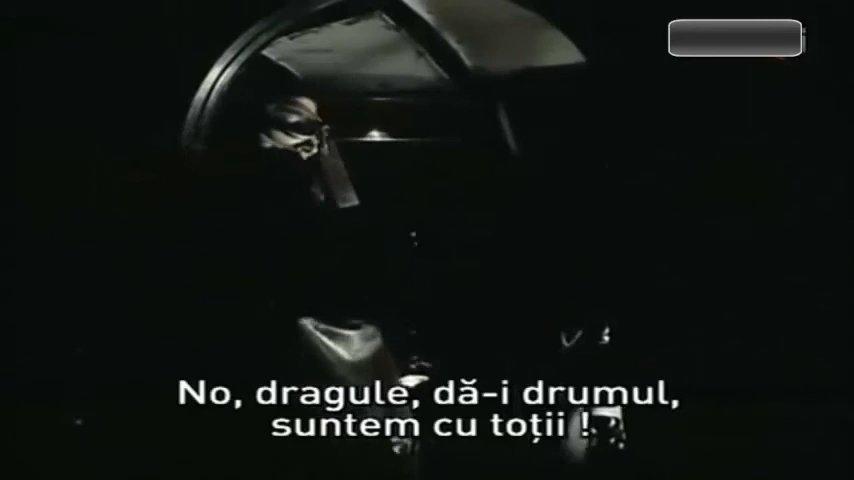 No, dragule, dă-i drumul,
suntem cu toții !